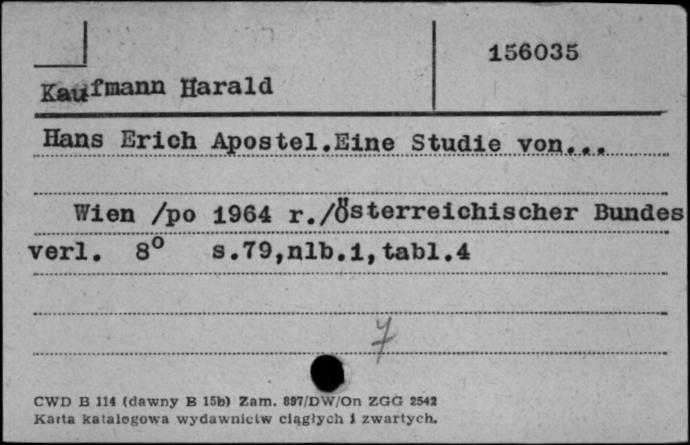 156035
Kaufmann Harald
Hans Erich Apostel.Eine Studie von...
Wien /po 1964 r./Österreichischer Bundes
verl. 8° s.79,nlb.1,tabl.4
7
CWD B 114 (dawny B 15b) Zam. 897/DW/On ZGG 2542
Karta katalogowa wydawnictw ciągłych i zwartych.